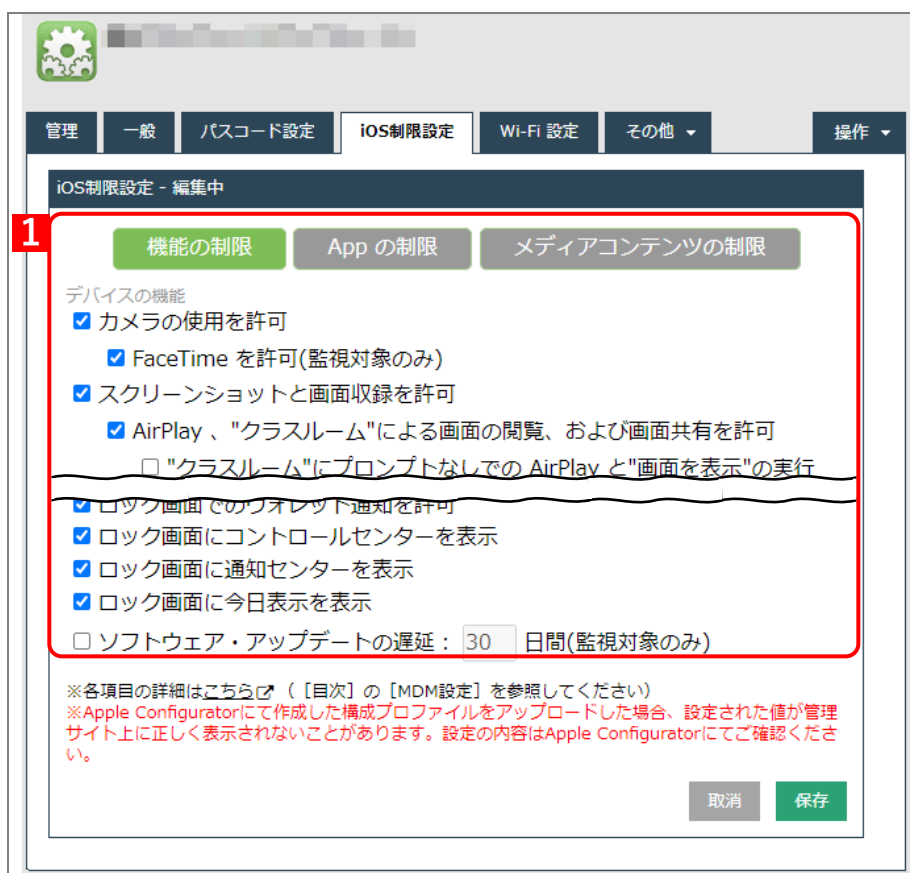 管理 一般 パスコード設定 iOS制限設定 Wi-Fi 設定 その他 操作
iOS制限設定 - 編集中
1
機能の制限 App の制限 メディアコンテンツの制限
デバイスの機能
カメラの使用を許可
FaceTime を許可(監視対象のみ)
スクリーンショットと画面収録を許可
AirPlay 、"クラスルーム"による画面の閲覧、および画面共有を許可
"クラスルーム"にプロンプトなしでの AirPlay と"画面を表示"の実行
ロック画面でのウォレット通知を許可
ロック画面にコントロールセンターを表示
ロック画面に通知センターを表示
ロック画面に今日表示を表示
ソフトウェア・アップデートの遅延： 30 日間(監視対象のみ)
※各項目の詳細はこちら （［目次］の［MDM設定］を参照してください）
※Apple Configuratorにて作成した構成プロファイルをアップロードした場合、設定された値が管理
サイト上に正しく表示されないことがあります。設定の内容はApple Configuratorにてご確認くださ
い。
取消 保存